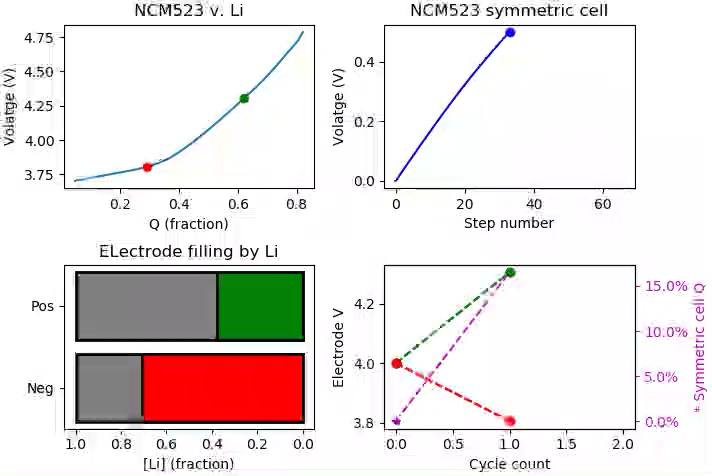 NCM523 v. Li
4.75
4.50
4.25
4.00
3.75
Volatge (V)
0.2
0.4
0.6
0.8
Q (fraction)
NCM523 symmetric cell
0.4
0.2
0.0
Volatge (V)
0
20
40
60
Step number
ELectrode filling by Li
Pos
Neg
1.0
0.8
0.6
0.4
0.2
0.0
[Li] (fraction)
4.2
4.0
3.8
Electrode V
15.0%
10.0%
5.0%
0.0%
* Symmetric cell Q
0.0
0.5
1.0
1.5
2.0
Cycle count